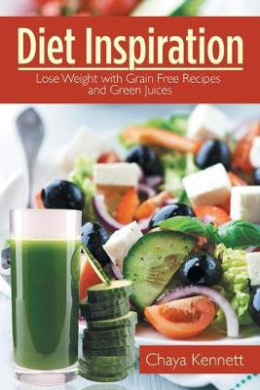 Diet Inspiration
Lose Weight with Grain Free Recipes
and Green Juices
Chaya Kennett